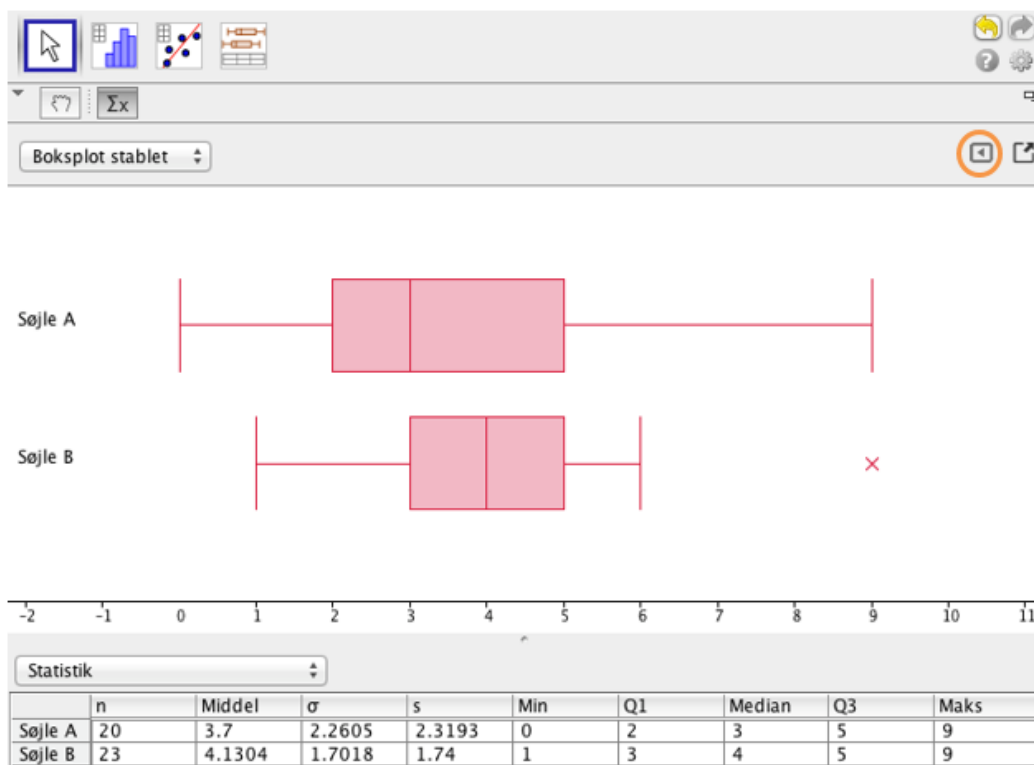 Σx
Boksplot stablet
Søjle A
Søjle B
-2 -1 0 1 2 3 4 5 6 7 8 9 10 11
Statistik
n Middel σ s Min Q1 Median Q3 Maks
Søjle A 20 3.7 2.2605 2.3193 0 2 3 5 9
Søjle B 23 4.1304 1.7018 1.74 1 3 4 5 9